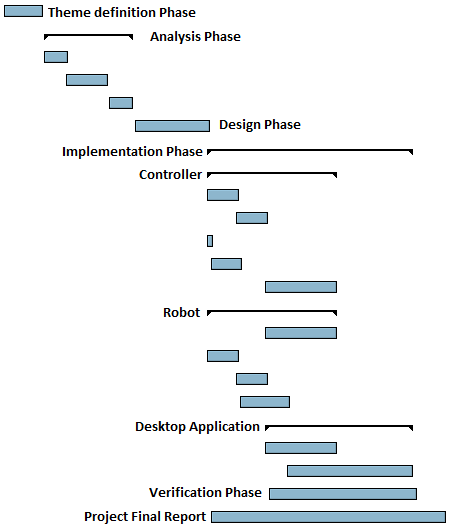 Theme definition Phase
Analysis Phase
Design Phase
Implementation Phase
Controller
Robot
Desktop Application
Verification Phase
Project Final Report